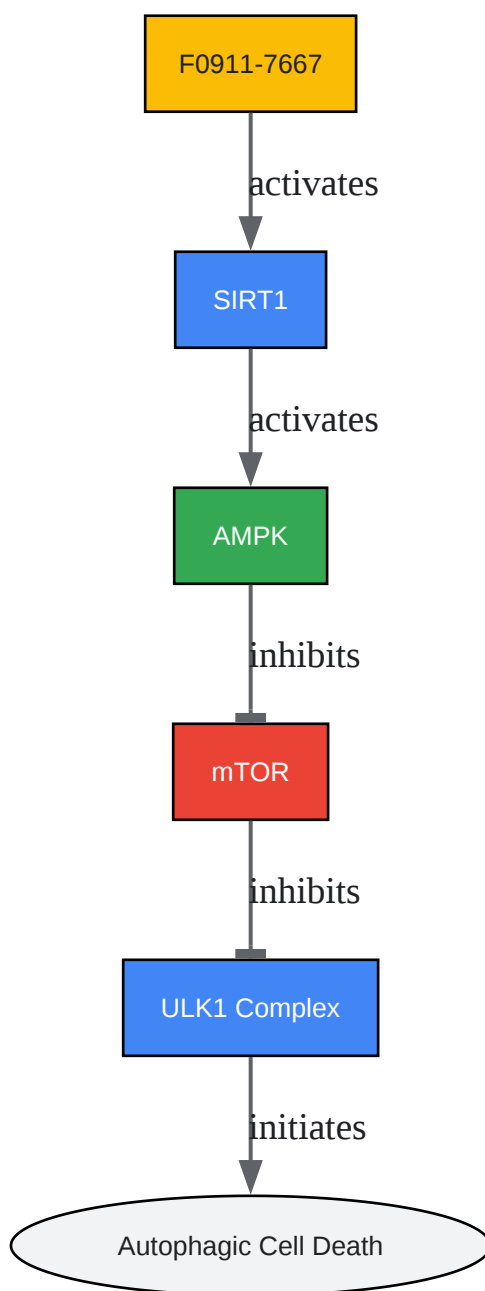 F0911-7667
activates
SIRT1
activates
AMPK
inhibits
mTOR
inhibits
ULK1 Complex
initiates
Autophagic Cell Death